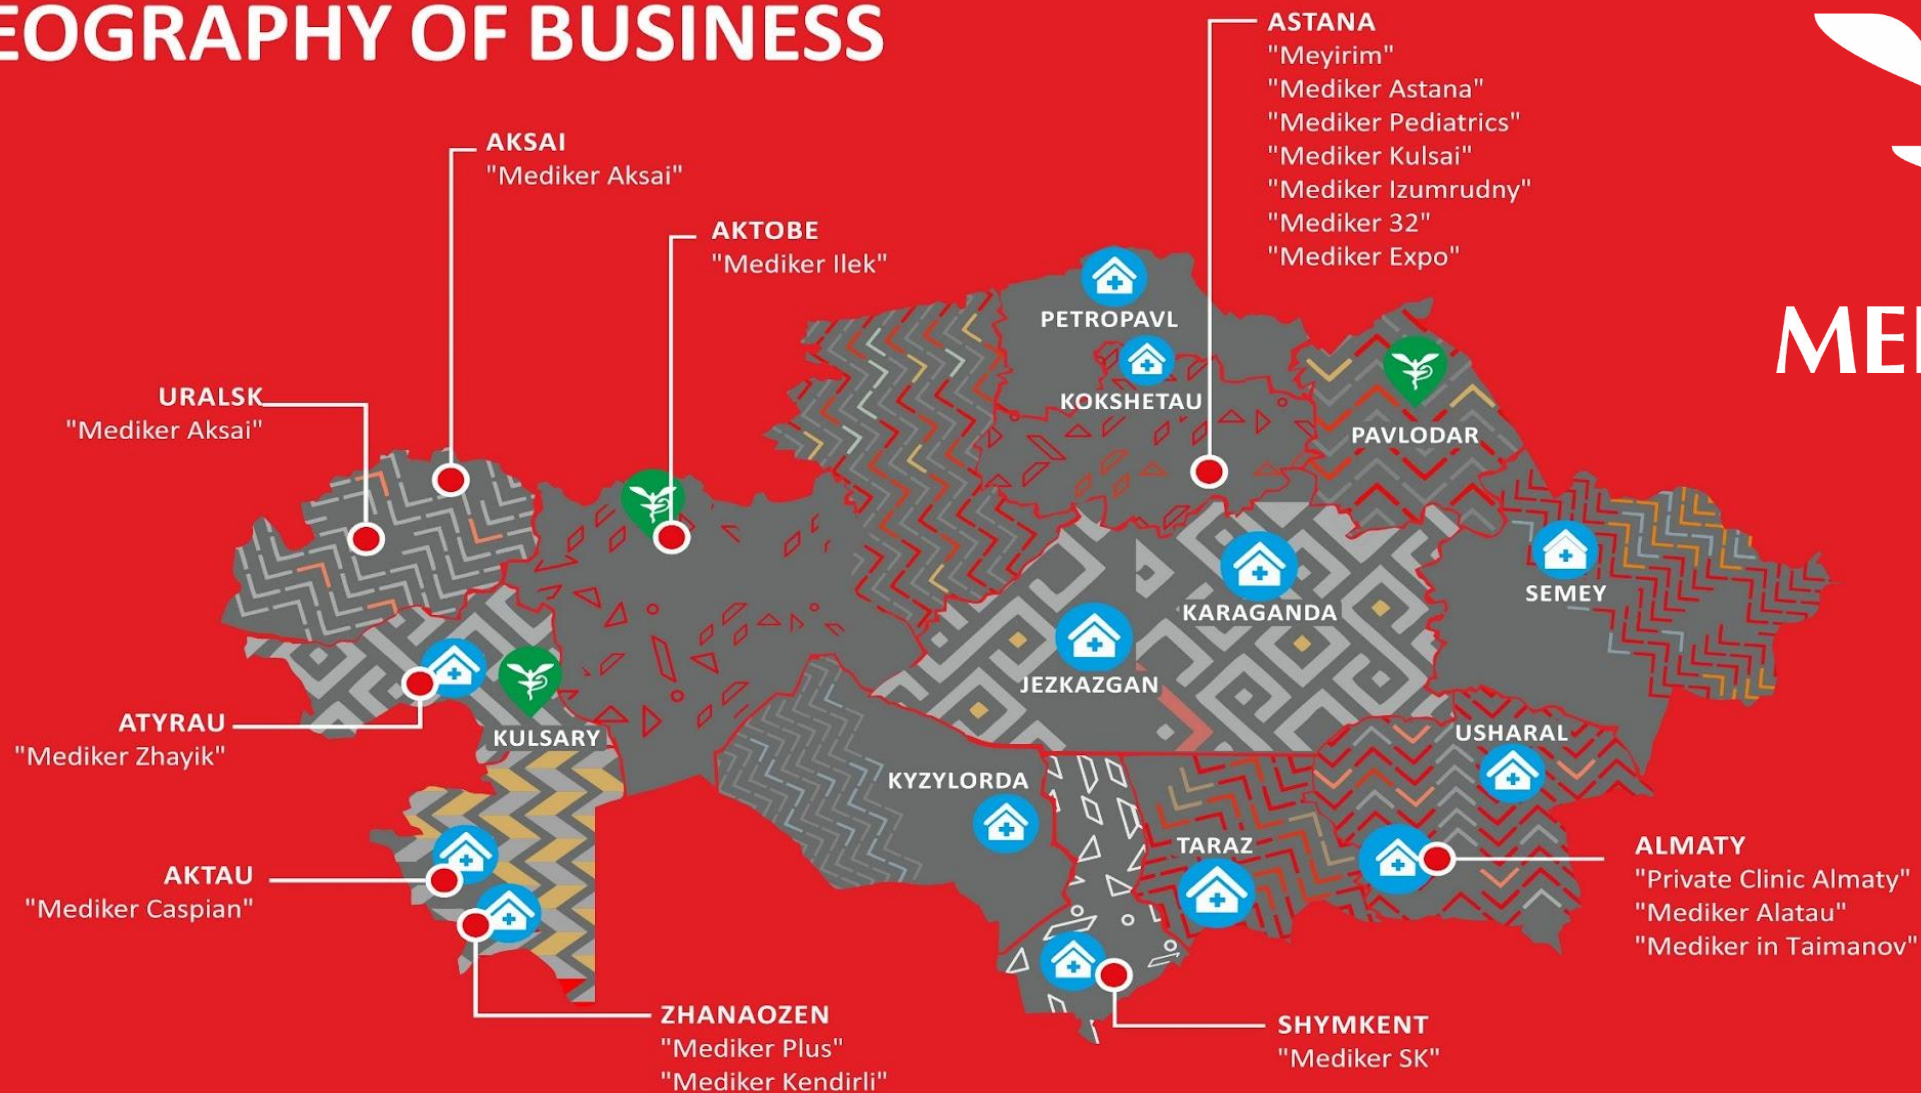 EOGRAPHY OF BUSINESS
ASTANA
"Meyirim"
"Mediker Astana"
"Mediker Pediatrics"
"Mediker Kulsai"
"Mediker Izumrudny"
"Mediker 32"
"Mediker Expo"
AKSAI
"Mediker Aksai"
AKTOBE
"Mediker Ilek"
MEI
PETROPAVL
KOKSHETAU
URALSK
"Mediker Aksai"
PAVLODAR
SEMEY
KARAGANDA
JEZKAZGAN
ATYRAU
"Mediker Zhayik"
KULSARY
USHARAL
KYZYLORDA
TARAZ
AKTAU
"Mediker Caspian"
ALMATY
"Private Clinic Almaty"
"Mediker Alatau"
"Mediker in Taimanov"
ZHANAOZEN
"Mediker Plus"
"Mediker Kendirli"
SHYMKENT
"Mediker SK"